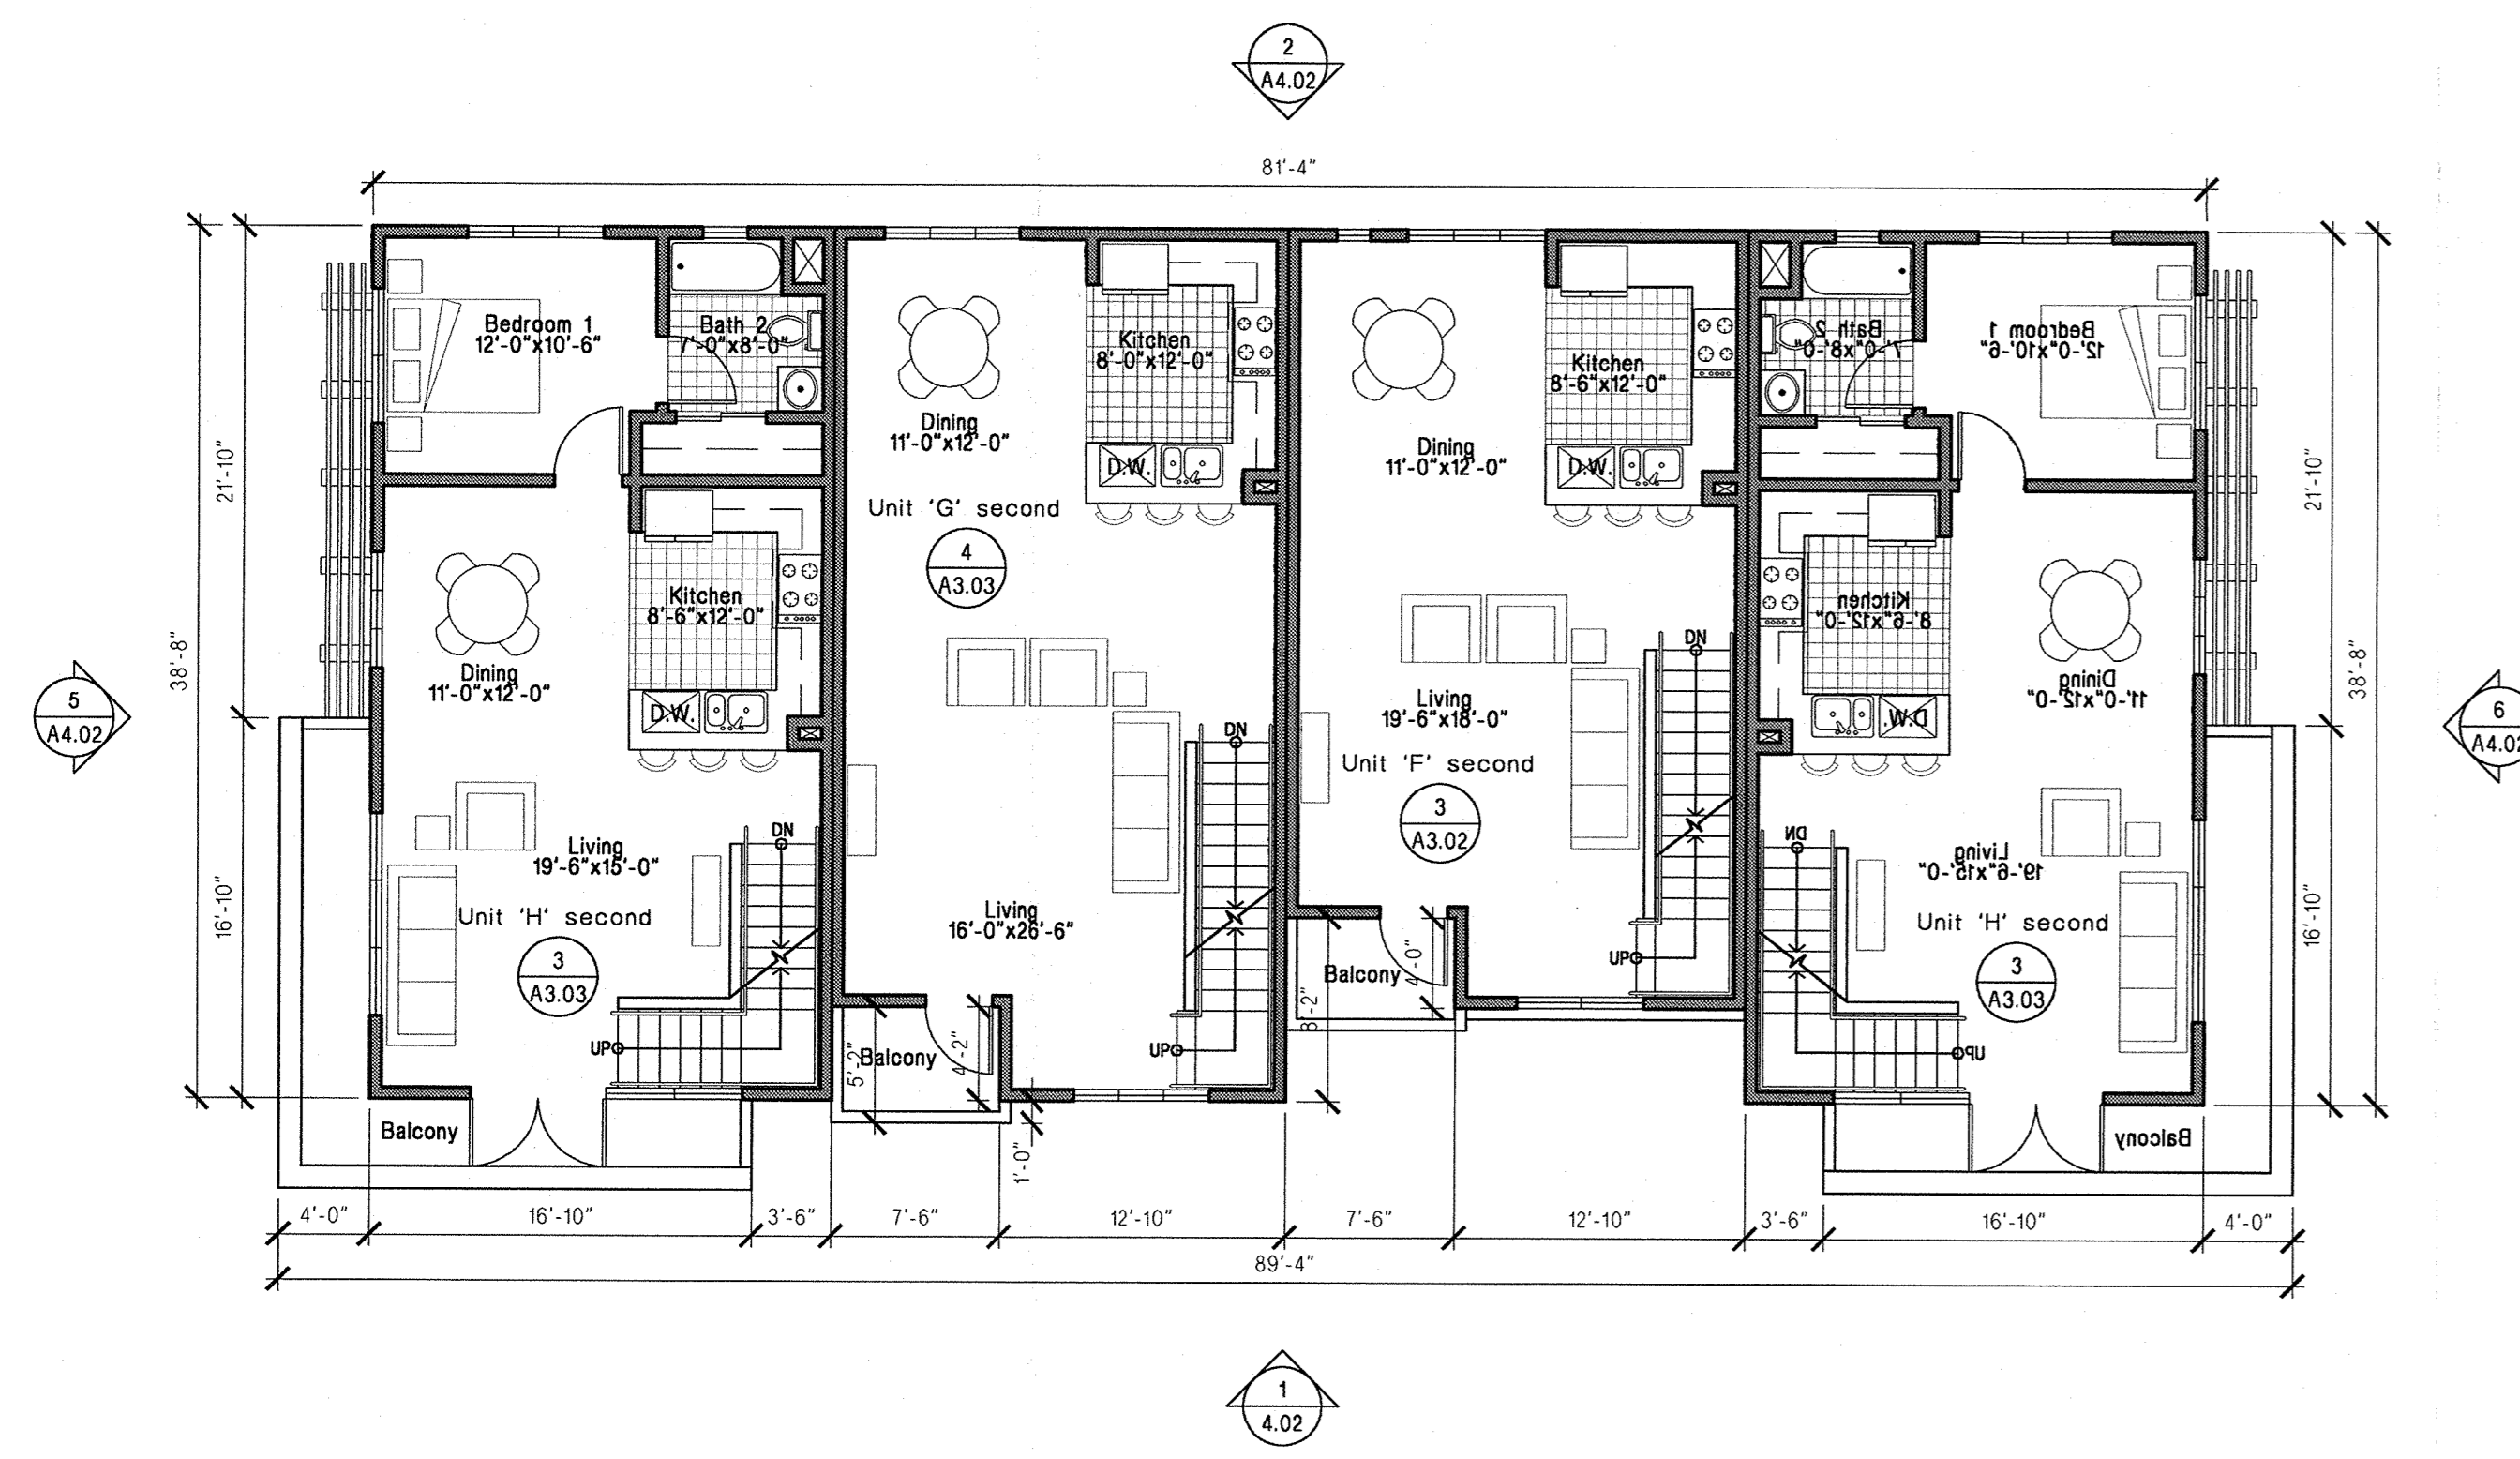 2
A4.02
81'-4"
Bedroom 1
12'-0"x10'-6"
Bath 2
7'-0"x8'-0"
Kitchen
8'-0"x12'-0"
Kitchen
8'-6"x12'-0"
Bath 2
7'-0"x8'-0"
Bedroom 1
12'-0"x10'-6"
Dining
11'-0"x12'-0"
D.W.
Dining
11'-0"x12'-0"
D.W.
21'-10"
21'-10"
Unit 'G' second
4
A3.03
Kitchen
8'-6"x12'-0"
Kitchen
8'-6"x12'-0"
38'-8"
38'-8"
Dining
11'-0"x12'-0"
D.W.
DN
DN
Living
19'-6"x18'-0"
Dining
11'-0"x12'-0"
D.W.
5
A4.02
6
A4.02
Unit 'F' second
3
A3.02
DN
DN
Living
19'-6"x15'-0"
Living
19'-6"x15'-0"
16'-10"
16'-10"
Unit 'H' second
3
A3.03
Living
16'-0"x26'-6"
Unit 'H' second
3
A3.03
UP
Balcony
4'-0"
8'-2"
UP
UP
UP
Balcony
5'-2"
4'-2"
Balcony
Balcony
1'-0"
4'-0"
16'-10"
3'-6"
7'-6"
12'-10"
7'-6"
12'-10"
3'-6"
16'-10"
4'-0"
89'-4"
1
4.02